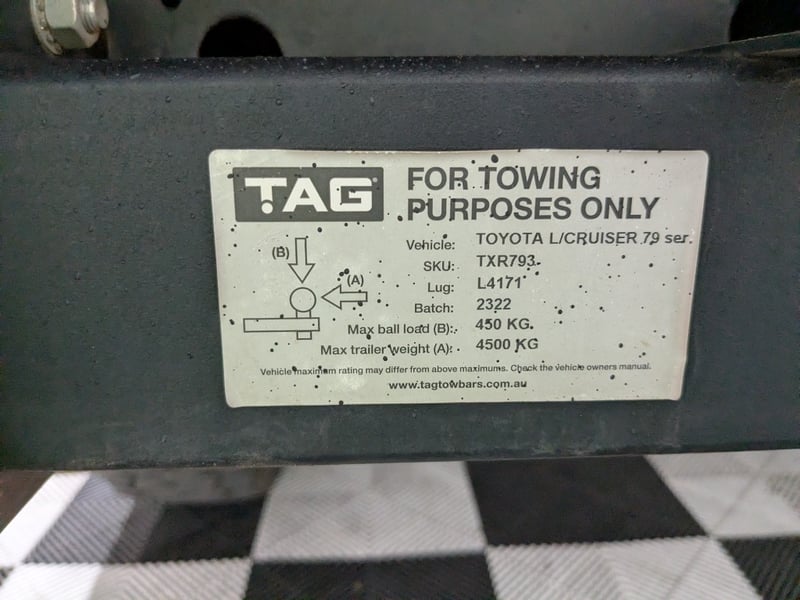 TAG
FOR TOWING
PURPOSES ONLY
Vehicle: TOYOTA L/CRUISER 79 ser.
SKU: TXR793
Lug: L4171
Batch: 2322
Max ball load (B): 450 KG
Max trailer weight (A): 4500 KG
(B)
(A)
Vehicle maximum rating may differ from above maximums. Check the vehicle owners manual.
www.tagtowbars.com.au